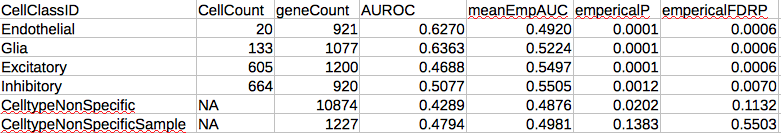 CellClassID CellCount geneCount AUROC meanEmpAUC empericalP empericalFDRP
Endothelial 20 921 0.6270 0.4920 0.0001 0.0006
Glia 133 1077 0.6363 0.5224 0.0001 0.0006
Excitatory 605 1200 0.4688 0.5497 0.0001 0.0006
Inhibitory 664 920 0.5077 0.5505 0.0012 0.0070
CelltypeNonSpecific NA 10874 0.4289 0.4876 0.0202 0.1132
CelltypeNonSpecificSample NA 1227 0.4794 0.4981 0.1383 0.5503